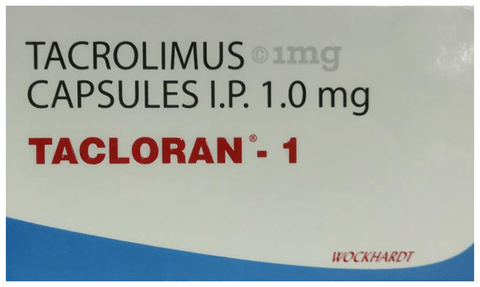 TACROLIMUS ©1mg
CAPSULES I.P. 1.0 mg
TACLORAN®- 1
WOCKHARDT